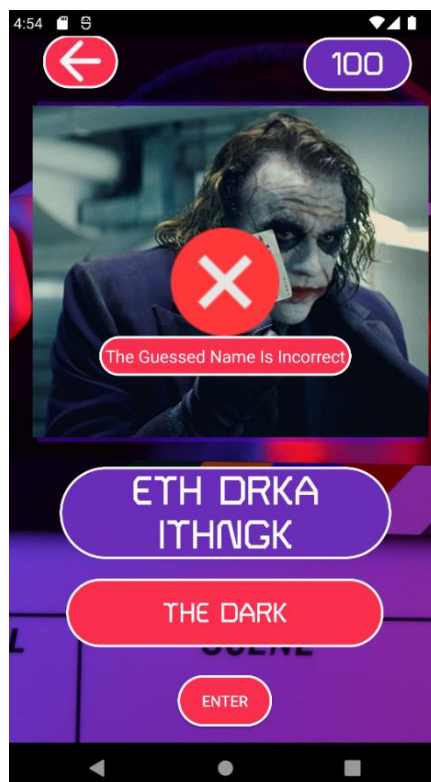 4:54
100
The Guessed Name Is Incorrect
ETH DRKA
ITHNGK
THE DARK
ENTER